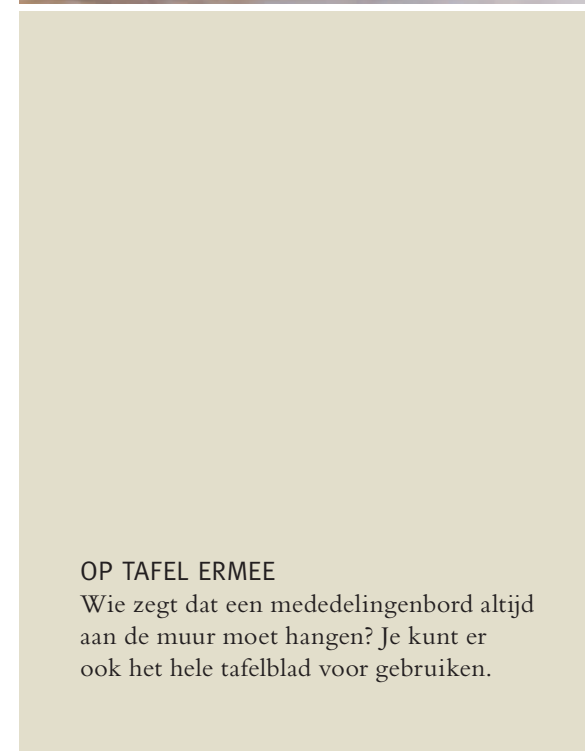 OP TAFEL ERMEE
Wie zegt dat een mededelingenbord altijd
aan de muur moet hangen? Je kunt er
ook het hele tafelblad voor gebruiken.